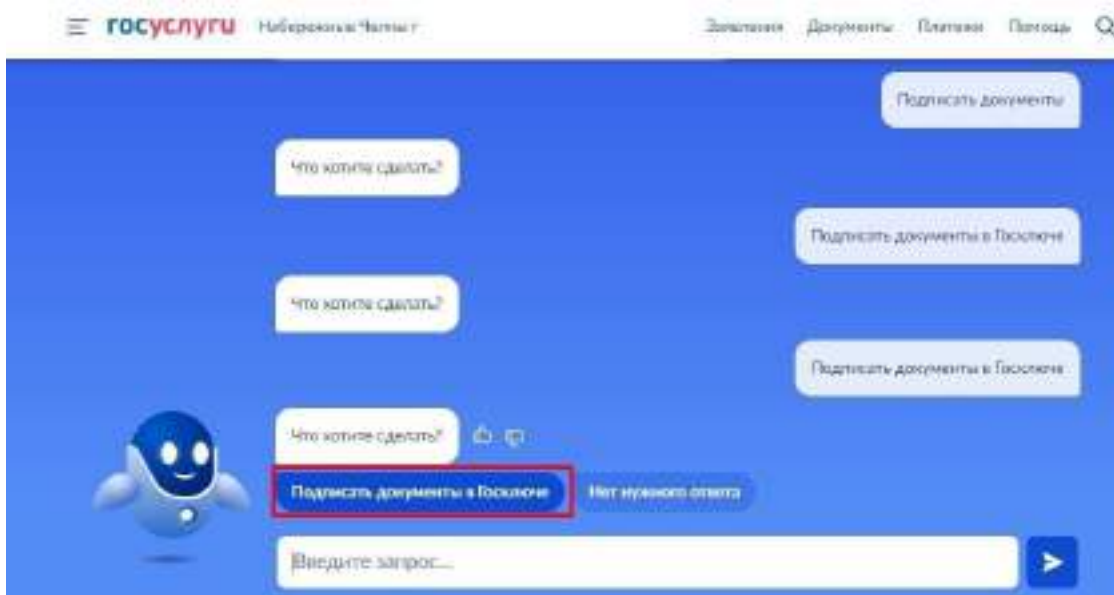 госуслуги Набережные Челны г Заявления Документы Платежи Помощь
Подписать документы
Что хотите сделать?
Подписать документы в Госключе
Что хотите сделать?
Подписать документы в Госключе
Что хотите сделать?
Подписать документы в Госключе Нет нужного ответа
Введите запрос...